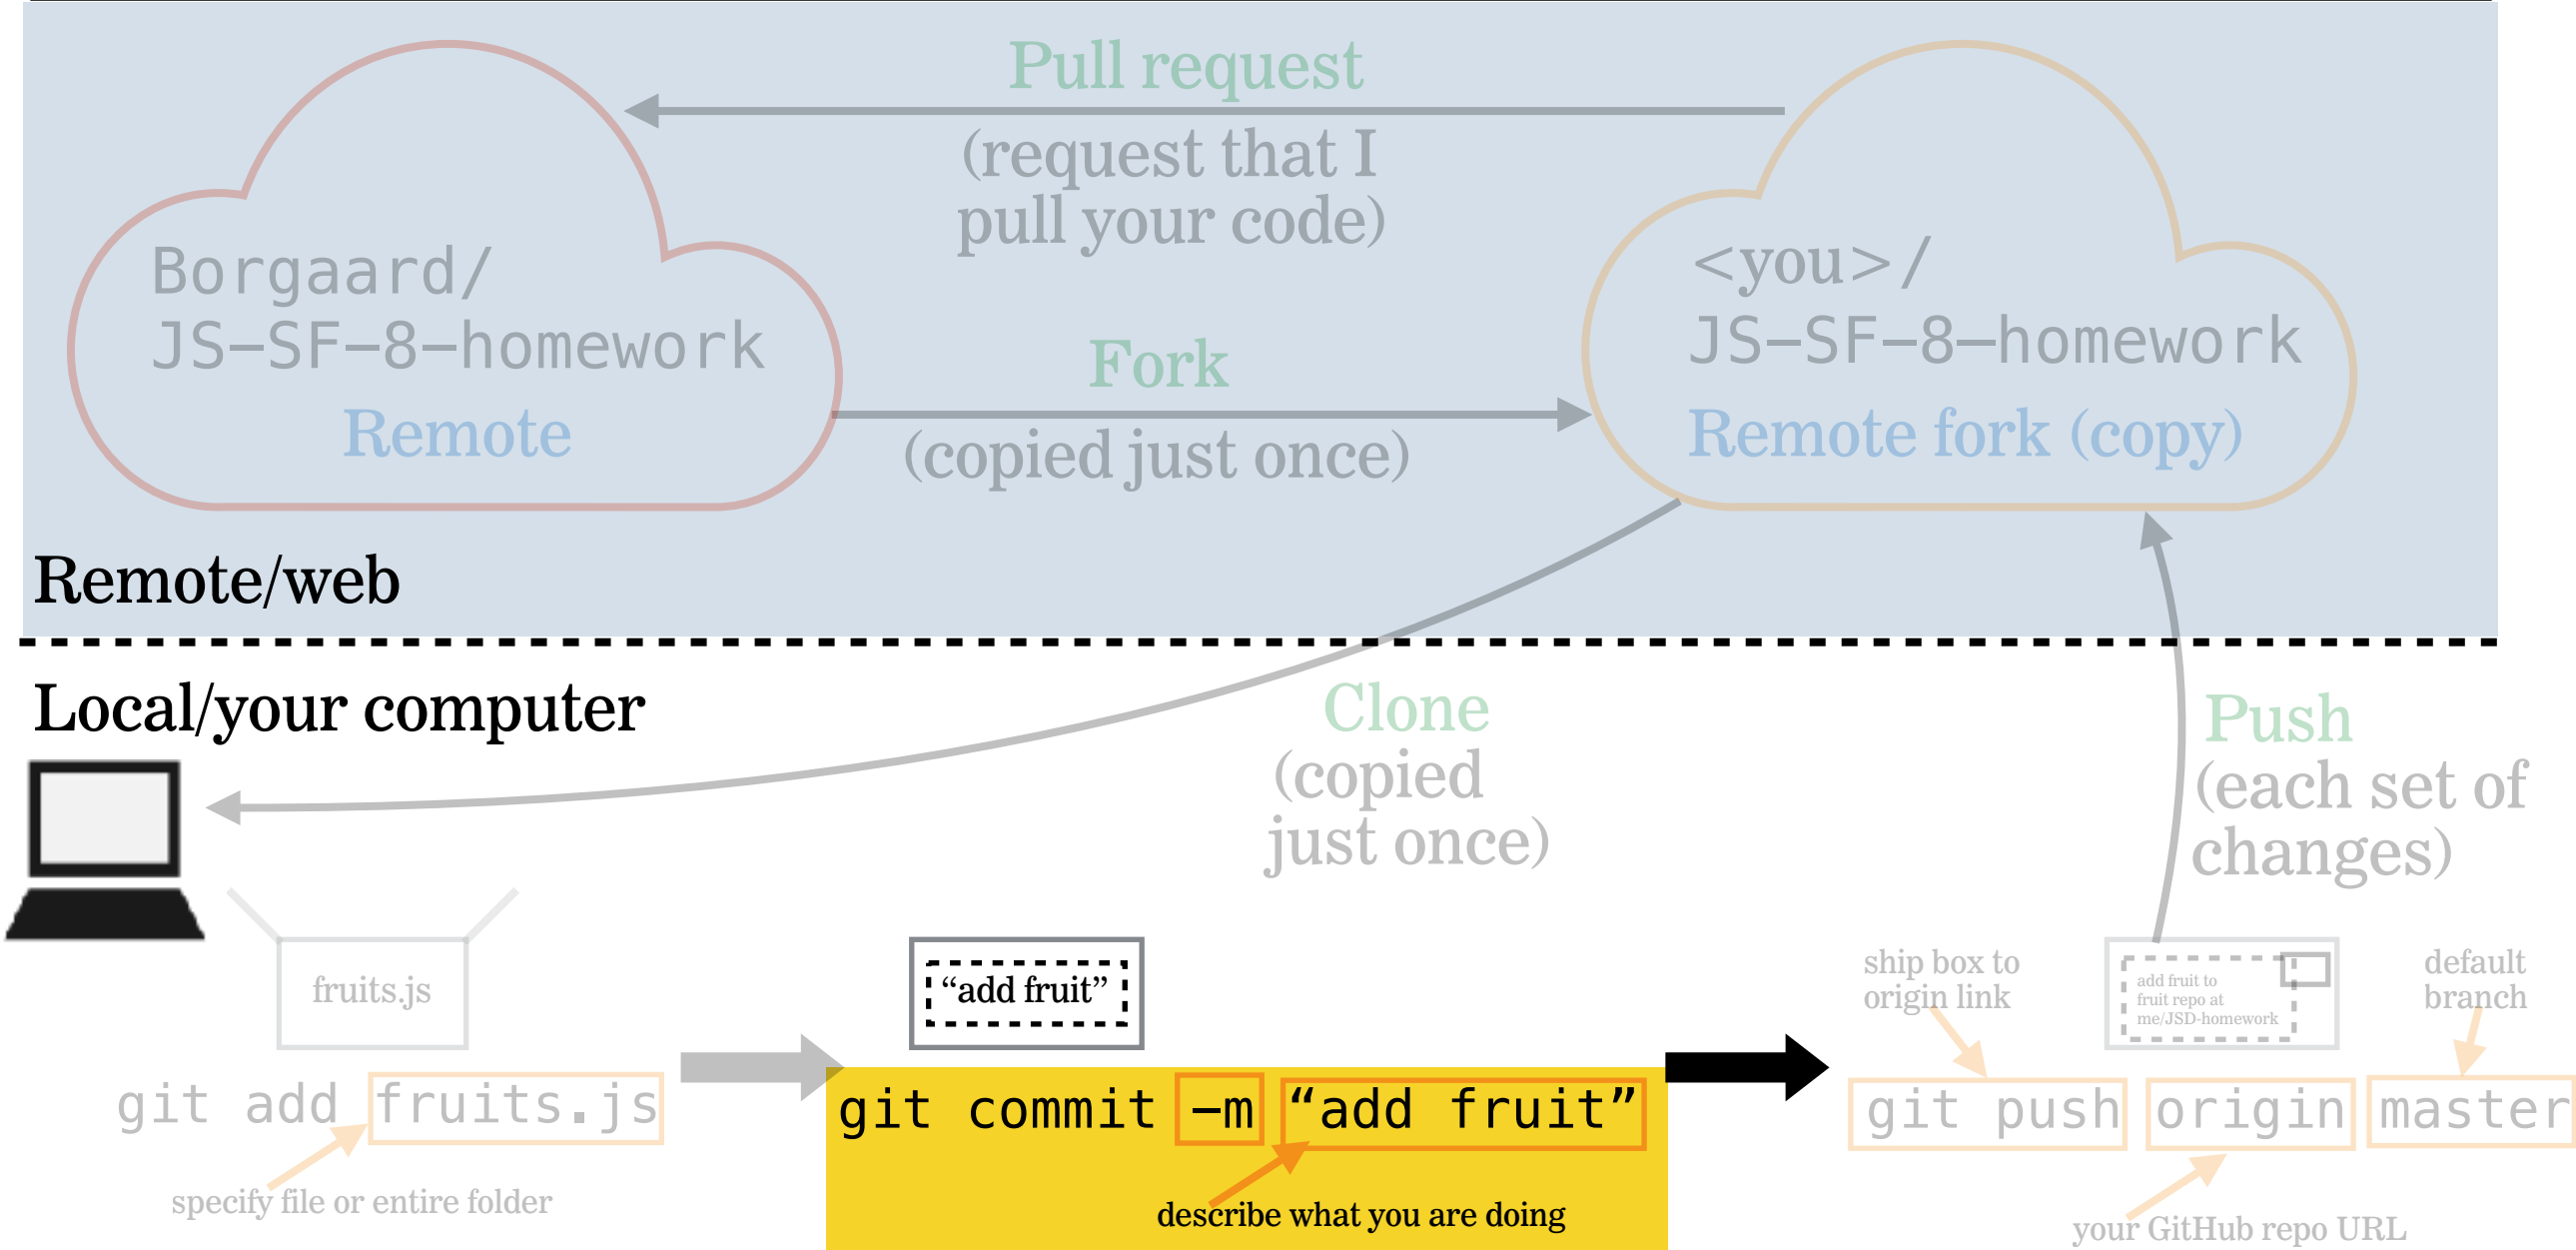 Pull request
(request that I
pull your code)
Borgaard/
JS-SF-8-homework
Remote
Fork
(copied just once)
<you>/
JS-SF-8-homework
Remote fork (copy)
Remote/web
Local/your computer
Clone
(copied
just once)
Push
(each set of
changes)
fruits.js
git add fruits.js
specify file or entire folder
“add fruit”
git commit -m “add fruit”
describe what you are doing
ship box to
origin link
add fruit to
fruit repo at
me/JSD-homework
default
branch
git push origin master
your GitHub repo URL